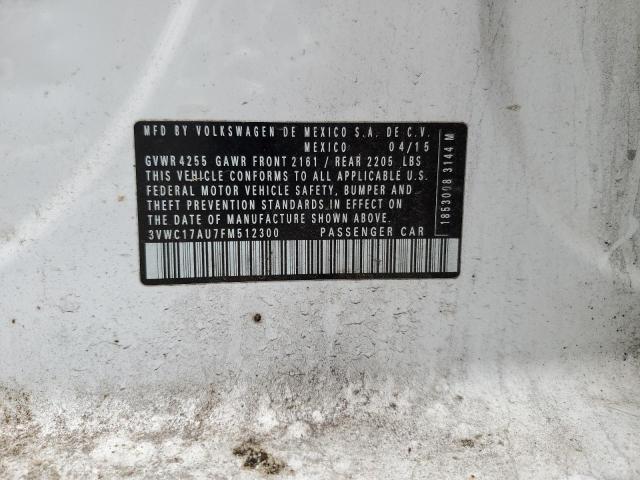 MFD BY VOLKSWAGEN DE MEXICO S.A. DE C.V.
MEXICO 04/15
GVWR 4255 GAWR FRONT 2161 / REAR 2205 LBS
THIS VEHICLE CONFORMS TO ALL APPLICABLE U.S.
FEDERAL MOTOR VEHICLE SAFETY, BUMPER AND
THEFT PREVENTION STANDARDS IN EFFECT ON
THE DATE OF MANUFACTURE SHOWN ABOVE.
3VWC17AU7FM512300 PASSENGER CAR
1853008 3144 M